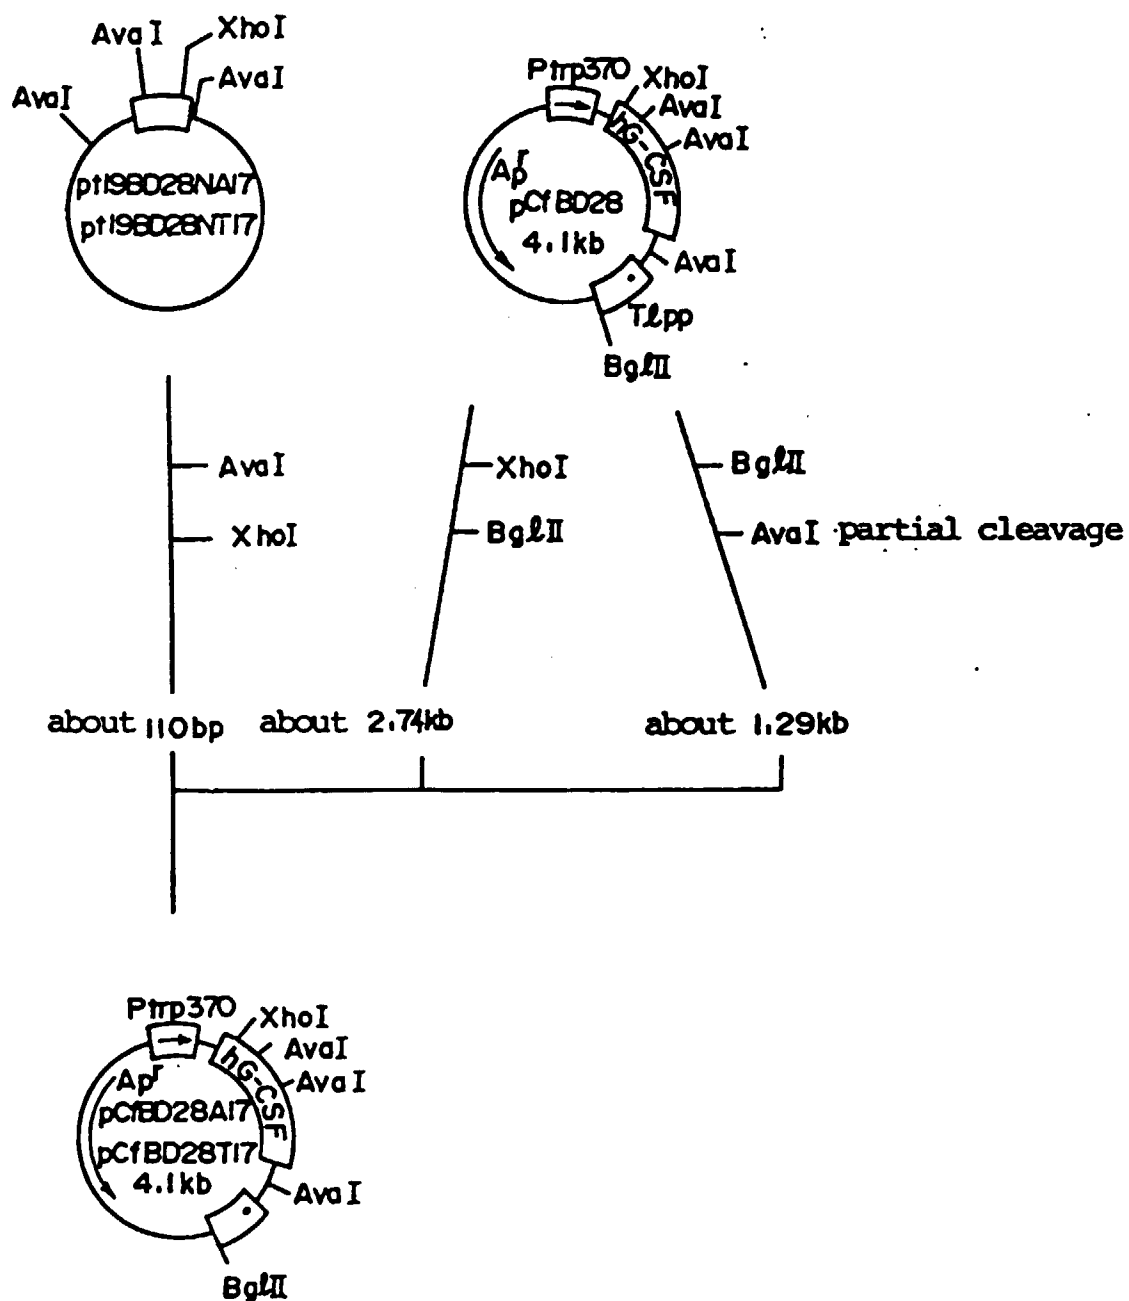 AvaI
XhoI
AvaI
AvaI
pt19BD28NA17
pt19BD28NT17
Ptrp370
XhoI
AvaI
AvaI
hG-CSF
Apr
pCfBD28
4.1kb
AvaI
Tlpp
BglII
AvaI
XhoI
XhoI
BglII
BglII
AvaI partial cleavage
about 110bp
about 2.74kb
about 1.29kb
Ptrp370
XhoI
AvaI
AvaI
hG-CSF
Apr
pCfBD28A17
pCfBD28T17
4.1kb
AvaI
BglII